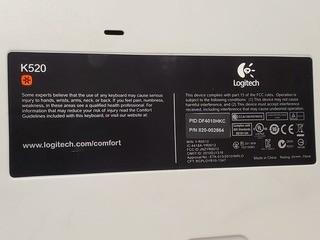 K520
Some experts believe that the use of any keyboard may cause serious
injury to hands, wrists, arms, neck, or back. If you feel pain, numbness,
weakness, in these areas see a qualified health professional. For
information that may reduce your risk of injury read the Comfort
Guidelines included with this keyboard, or visit our website at:
www.logitech.com/comfort
Logitech
This device complies with part 15 of the FCC rules. Operation is
subject to the following conditions: (1) This device may not cause
harmful interference, and (2) This device must accept interference
received, including interference that may cause undesired operation.
PID DF4010HKC
P/N 820-002864
M/N: Y-R0012
FCC ID: JNZYR0012
Made in China